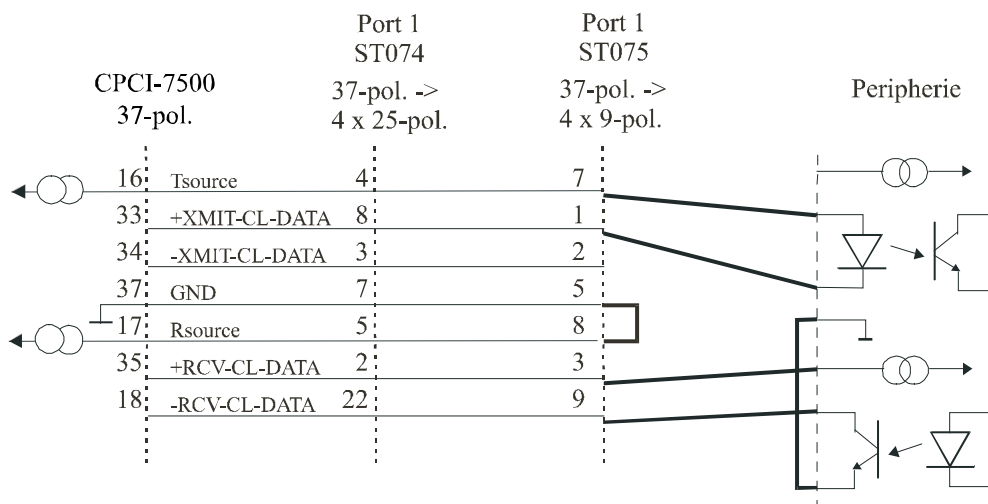 Port 1
ST074
37-pol. ->
4 x 25-pol.
Port 1
ST075
37-pol. ->
4 x 9-pol.
CPCI-7500
37-pol.
Peripherie
16 Tsource 4 7
33 +XMIT-CL-DATA 8 1
34 -XMIT-CL-DATA 3 2
37 GND 7 5
17 Rsource 5 8
35 +RCV-CL-DATA 2 3
18 -RCV-CL-DATA 22 9